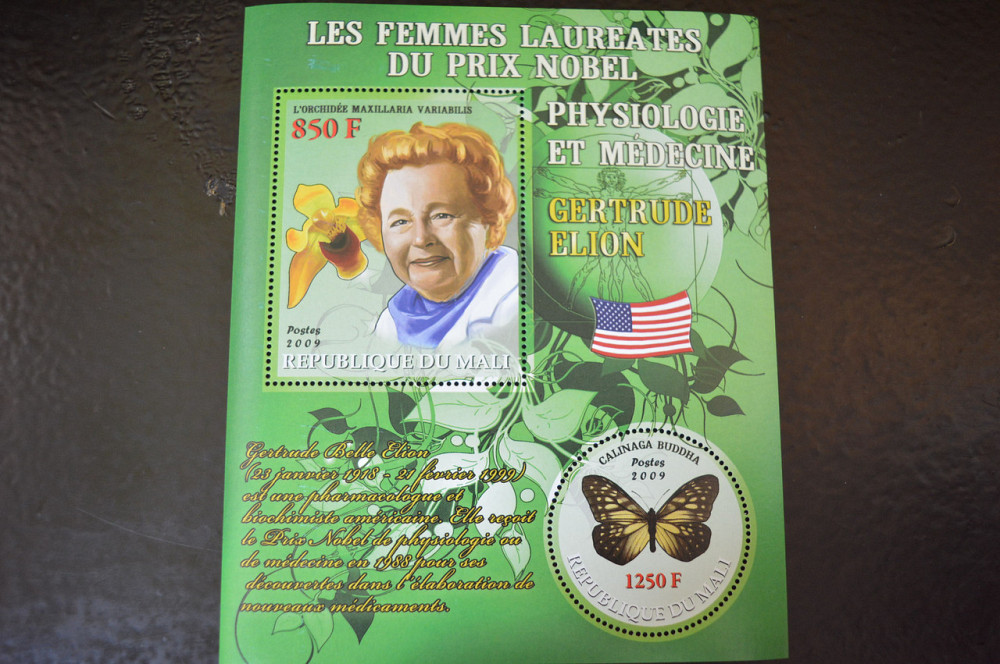 LES FEMMES LAUREATES
DU PRIX NOBEL
L'ORCHIDÉE MAXILLARIA VARIABILIS
850 F
Postes
2009
REPUBLIQUE DU MALI
PHYSIOLOGIE
ET MÉDECINE
GERTRUDE
ELION
Gertrude Belle Elion
(23 janvier 1918 - 21 février 1999)
est une pharmacologue et
biochimiste américaine. Elle reçoit
le Prix Nobel de physiologie ou
de médecine en 1988 pour ses
découvertes dans l'élaboration de
nouveaux médicaments.
CALINAGA BUDDHA
Postes
2009
1250 F
REPUBLIQUE DU MALI